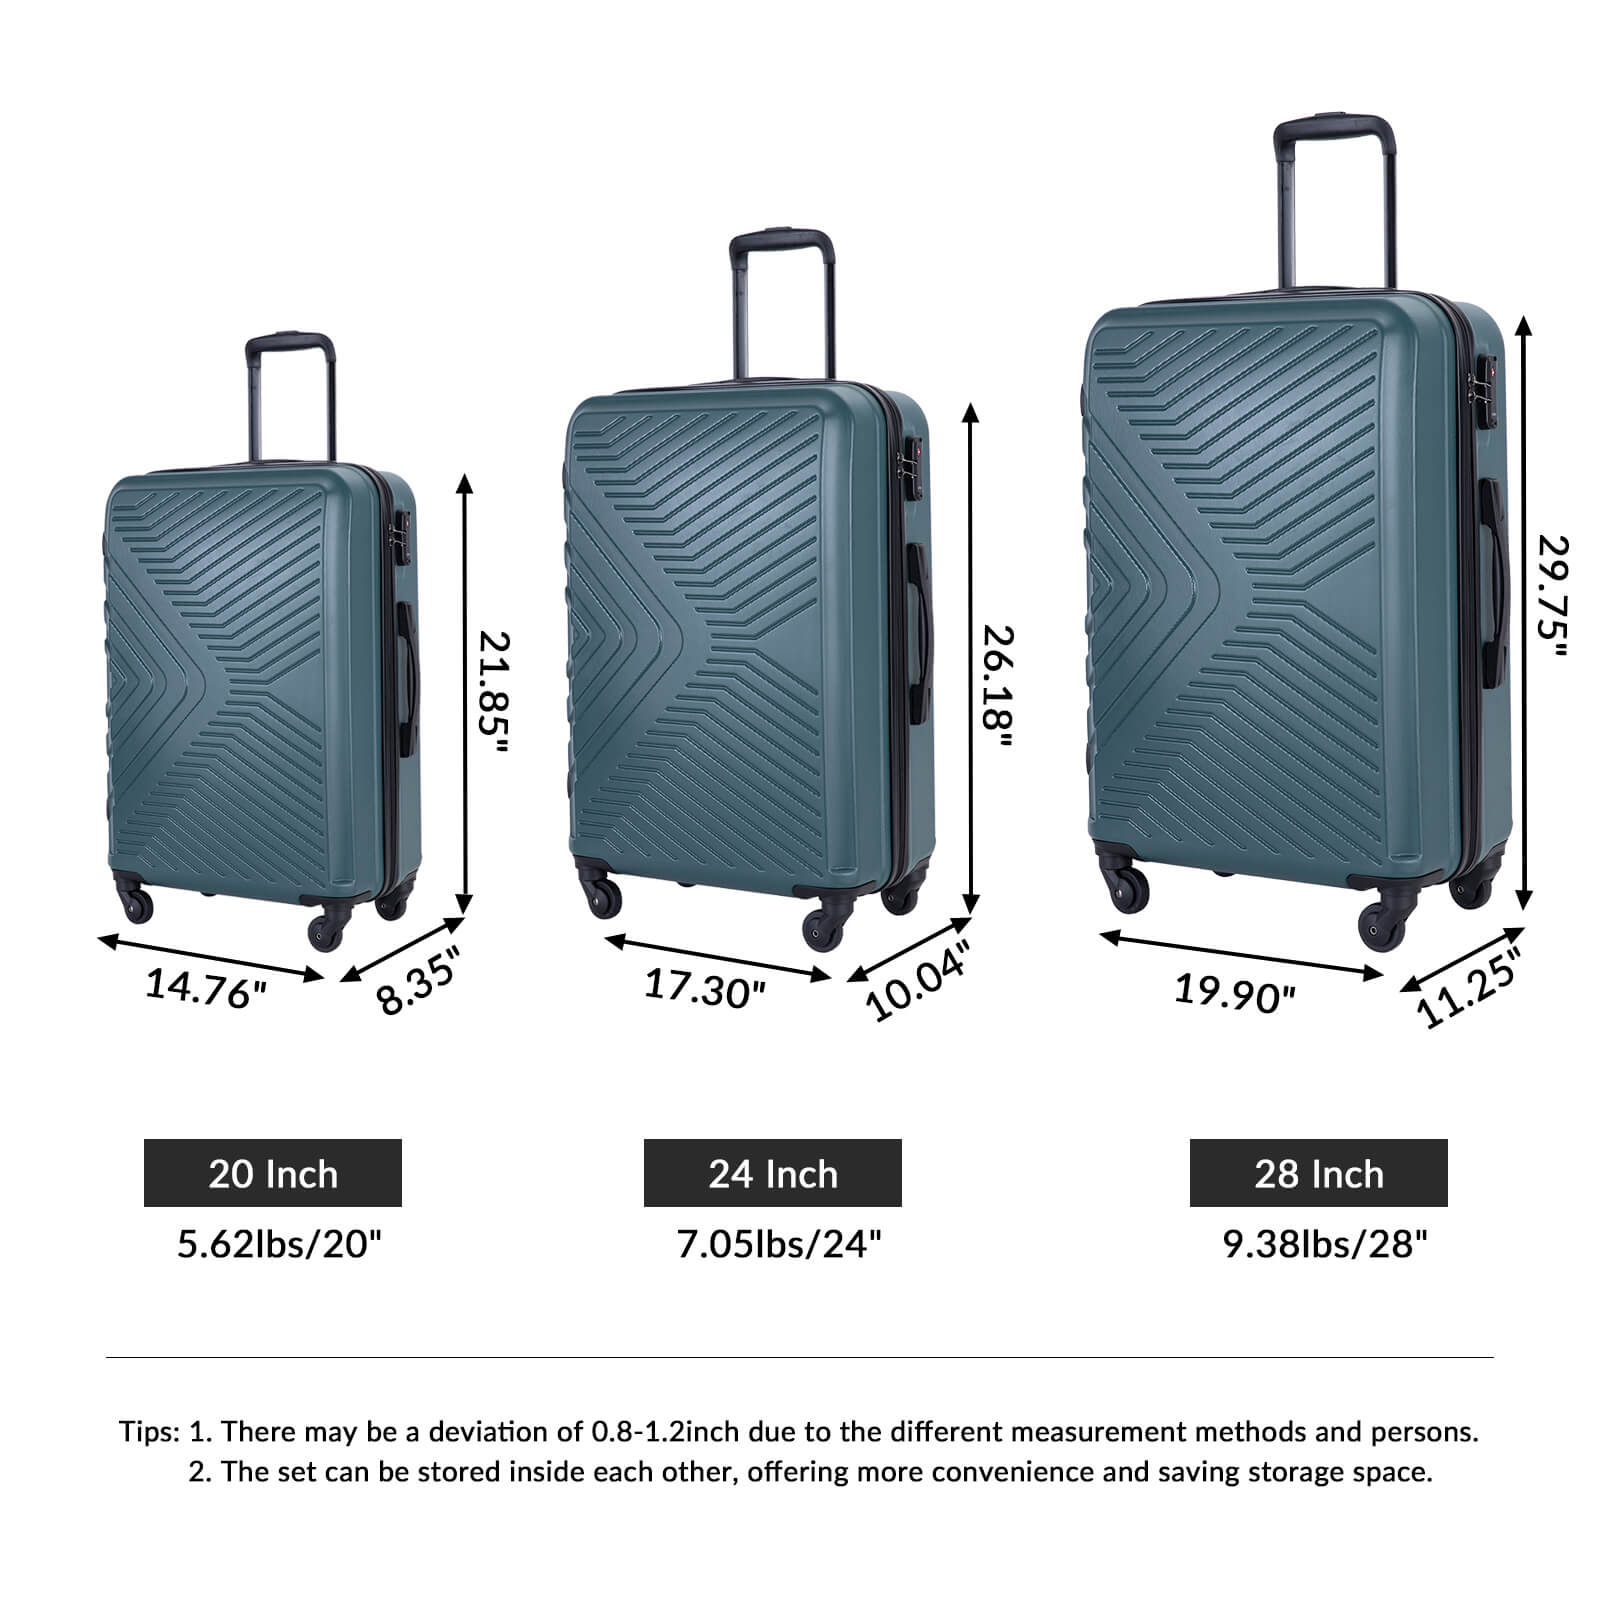 21.85"
14.76"
8.35"
26.18"
17.30"
10.04"
29.75"
19.90"
11.25"
20 Inch
5.62lbs/20"
24 Inch
7.05lbs/24"
28 Inch
9.38lbs/28"
Tips: 1. There may be a deviation of 0.8-1.2inch due to the different measurement methods and persons.
2. The set can be stored inside each other, offering more convenience and saving storage space.